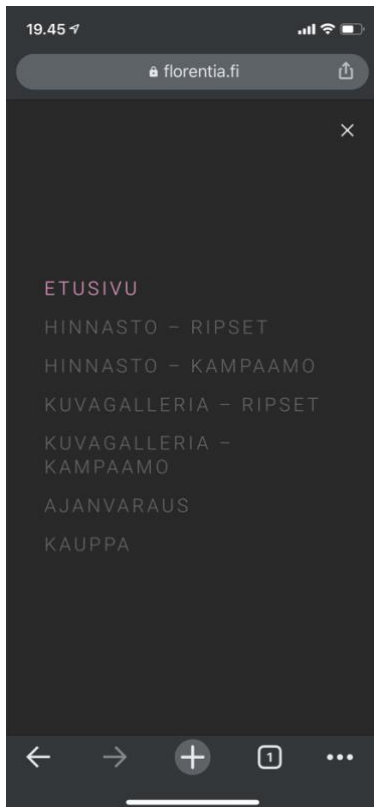 19.45
florentia.fi
ETUSIVU
HINNASTO – RIPSET
HINNASTO – KAMPAAMO
KUVAGALLERIA – RIPSET
KUVAGALLERIA –
KAMPAAMO
AJANVARAUS
KAUPPA
1